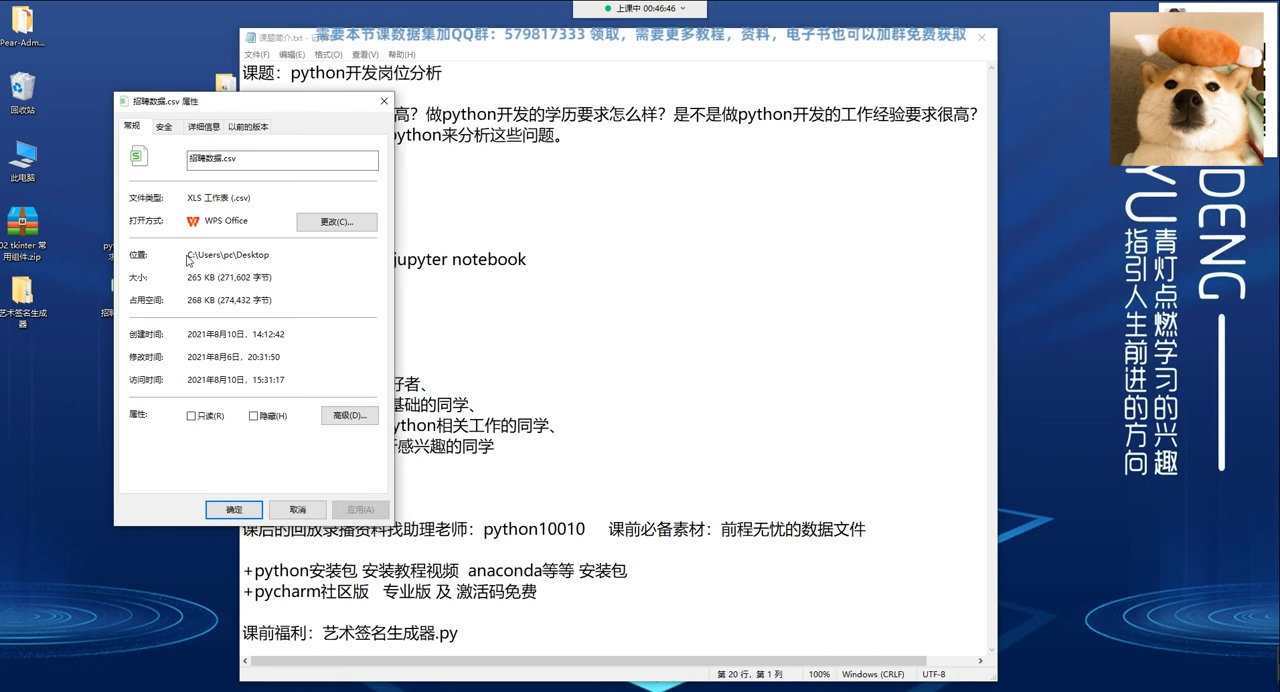 上课中 00:46:46
需要本节课数据集加QQ群：579817333 领取，需要更多教程，资料，电子书也可以加群免费获取
课题简介.txt - 记
文件(F) 编辑(E) 格式(O) 查看(V) 帮助(H)
课题：python开发岗位分析
高？做python开发的学历要求怎么样？是不是做python开发的工作经验要求很高？
python来分析这些问题。
jupyter notebook
好者、
基础的同学、
ython相关工作的同学、
感兴趣的同学
课后的回放录播资料找助理老师：python10010 课前必备素材：前程无忧的数据文件
+python安装包 安装教程视频 anaconda等等 安装包
+pycharm社区版 专业版 及 激活码免费
课前福利：艺术签名生成器.py
第 20 行，第 1 列 100% Windows (CRLF) UTF-8
招聘数据.csv 属性
常规 安全 详细信息 以前的版本
招聘数据.csv
文件类型: XLS 工作表 (.csv)
打开方式: WPS Office 更改(C)...
位置: C:\Users\pc\Desktop
大小: 265 KB (271,602 字节)
占用空间: 268 KB (274,432 字节)
创建时间: 2021年8月10日，14:12:42
修改时间: 2021年8月6日，20:31:50
访问时间: 2021年8月10日，15:31:17
属性: 只读(R) 隐藏(H) 高级(D)...
确定 取消 应用(A)
Pear-Adm...
回收站
此电脑
02 tkinter 常
用组件.zip
艺术签名生成
器
py
招聘
DENG
YU
青灯点燃学习的兴趣
指引人生前进的方向